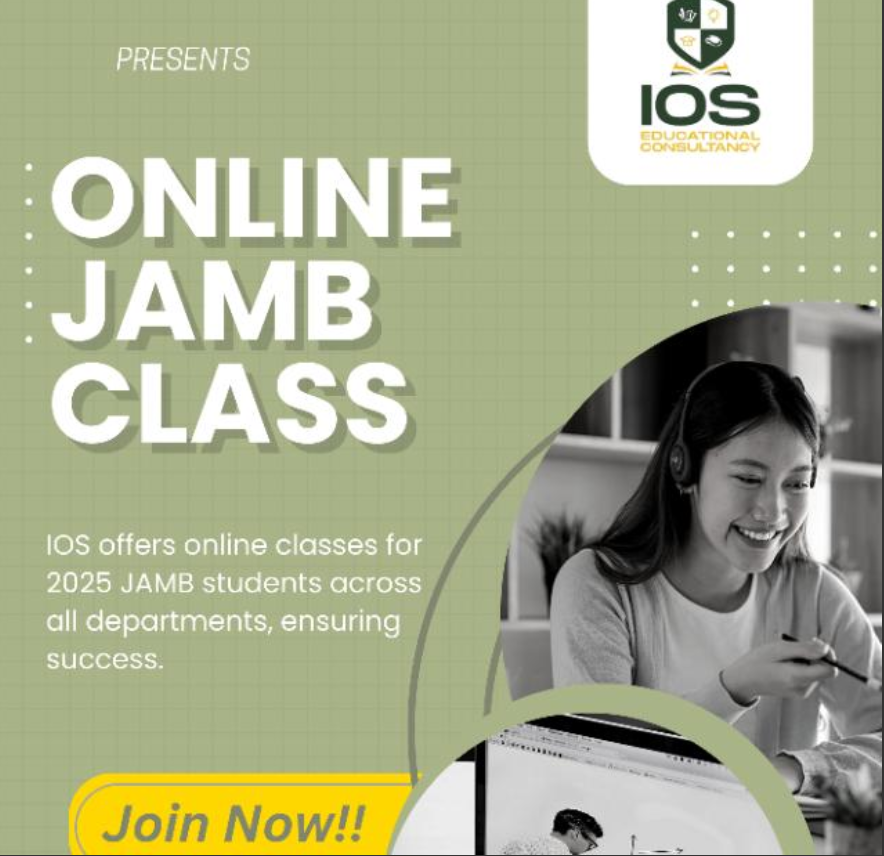 PRESENTS
IOS
EDUCATIONAL
CONSULTANCY
ONLINE
JAMB
CLASS
IOS offers online classes for
2025 JAMB students across
all departments, ensuring
success.
Join Now!!